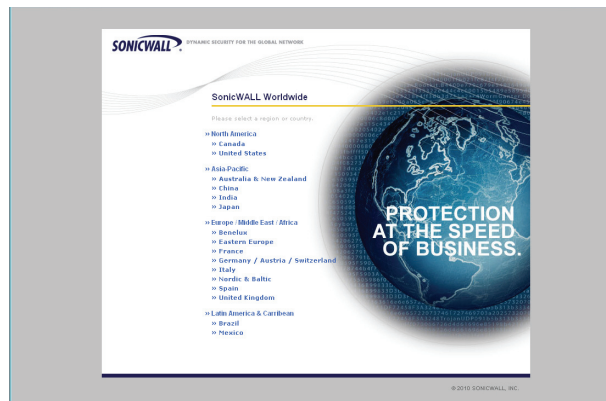 SONICWALL
DYNAMIC SECURITY FOR THE GLOBAL NETWORK
SonicWALL Worldwide
Please select a region or country.
» North America
» Canada
» United States
» Asia-Pacific
» Australia & New Zealand
» China
» India
» Japan
» Europe / Middle East / Africa
» Benelux
» Eastern Europe
» France
» Germany / Austria / Switzerland
» Italy
» Nordic & Baltic
» Spain
» United Kingdom
» Latin America & Carribean
» Brazil
» Mexico
PROTECTION
AT THE SPEED
OF BUSINESS.
© 2010 SONICWALL, INC.